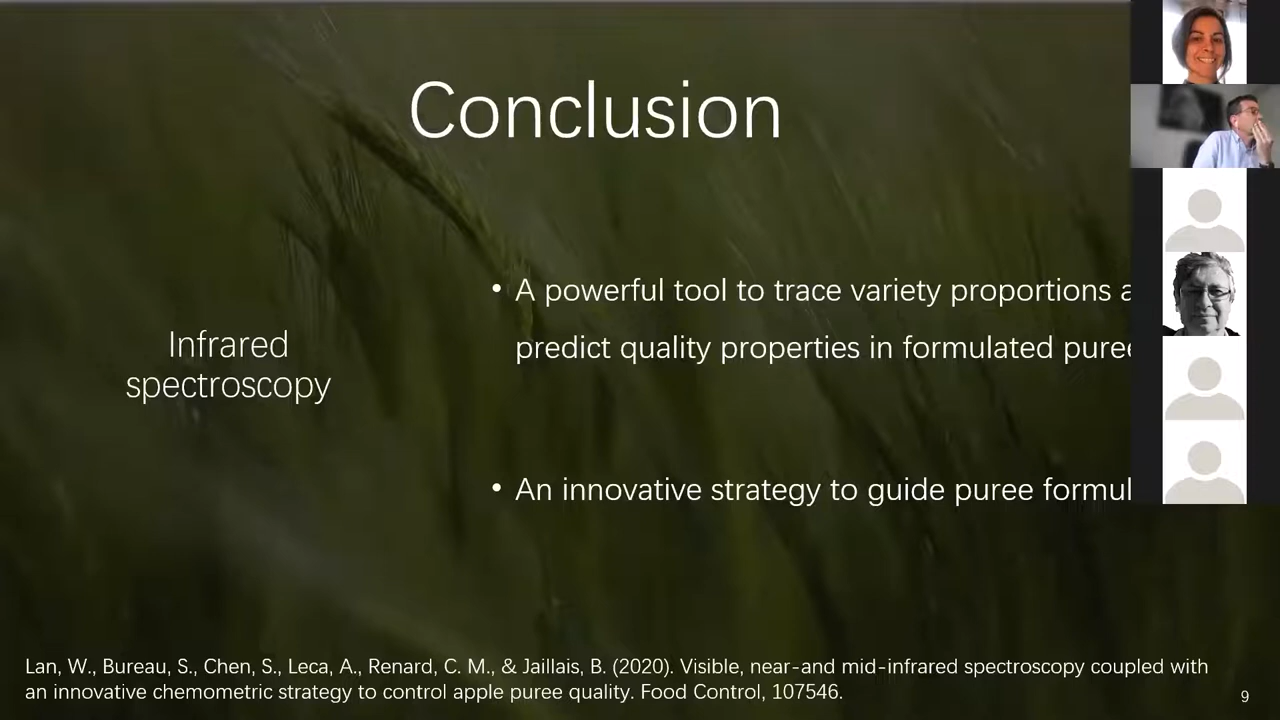 Conclusion
Infrared
spectroscopy
• A powerful tool to trace variety proportions
predict quality properties in formulated
• An innovative strategy to guide puree
Lan, W., Bureau, S., Chen, S., Leca, A., Renard, C. M., & Jaillais, B. (2020). Visible, near-and mid-infrared spectroscopy coupled with
an innovative chemometric strategy to control apple puree quality. Food Control, 107546.
9